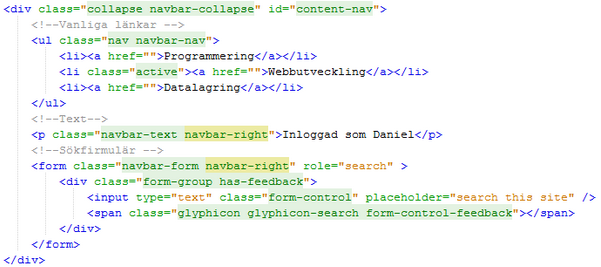 <div class="collapse navbar-collapse" id="content-nav">
<!--Vanliga länkar -->
<ul class="nav navbar-nav">
<li><a href="">Programmering</a></li>
<li class="active"><a href="">Webbutveckling</a></li>
<li><a href="">Datalagring</a></li>
</ul>
<!--Text-->
<p class="navbar-text navbar-right">Inloggad som Daniel</p>
<!--Sökfirmulär -->
<form class="navbar-form navbar-right" role="search" >
<div class="form-group has-feedback">
<input type="text" class="form-control" placeholder="search this site" />
<span class="glyphicon glyphicon-search form-control-feedback"></span>
</div>
</form>
</div>